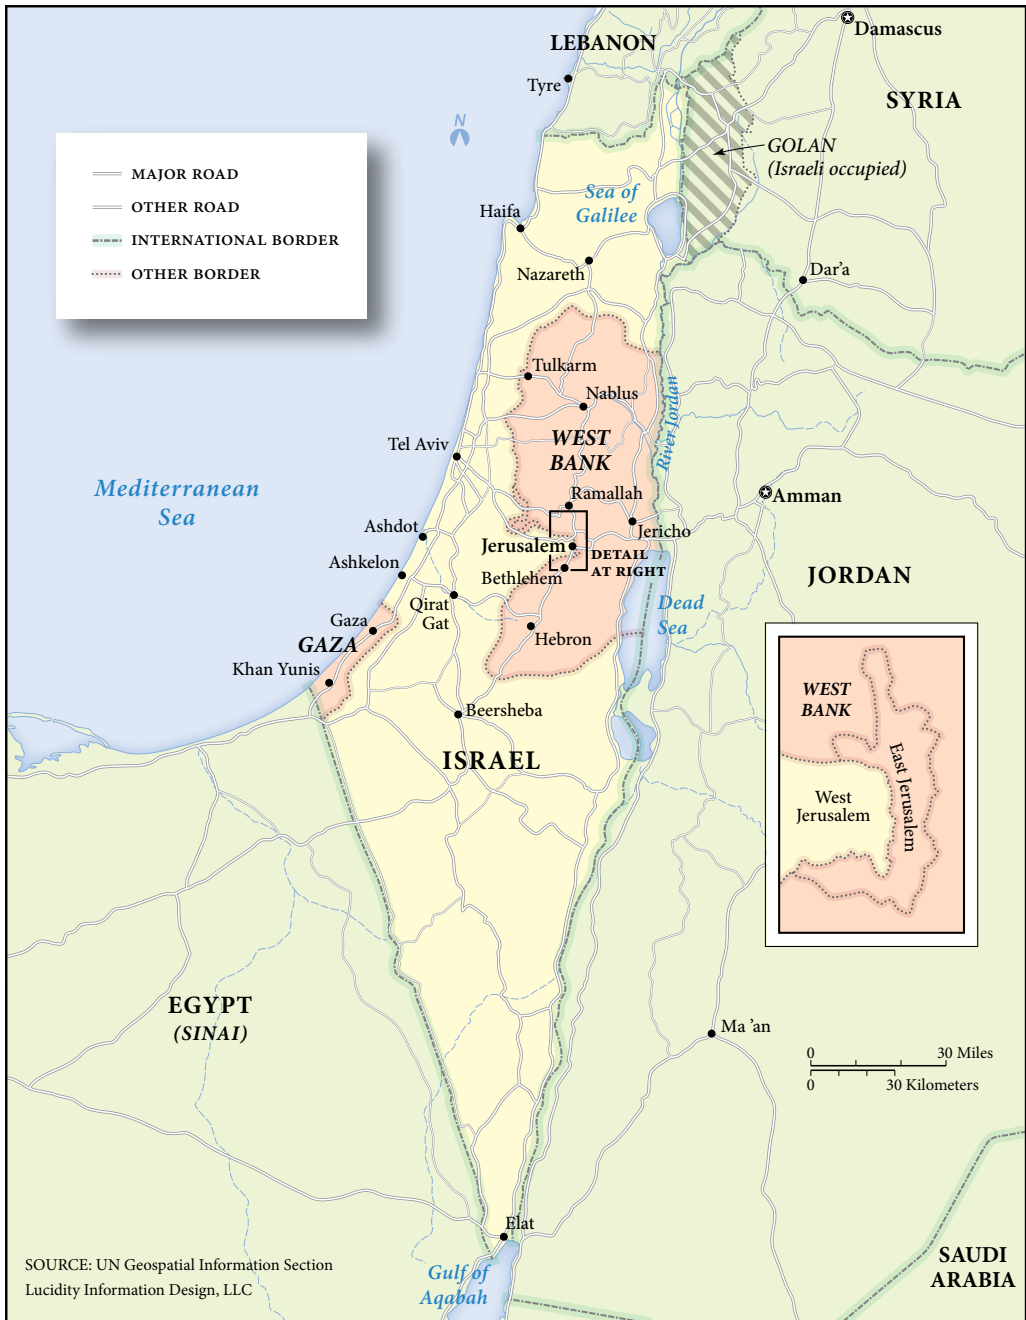 LEBANON
Damascus
Tyre
SYRIA
N
GOLAN
(Israeli occupied)
MAJOR ROAD
OTHER ROAD
INTERNATIONAL BORDER
OTHER BORDER
Sea of
Galilee
Haifa
Nazareth
Dar’a
Tulkarm
Nablus
River Jordan
WEST
BANK
Tel Aviv
Mediterranean
Sea
Ramallah
Amman
Ashdot
Jericho
Jerusalem
DETAIL
AT RIGHT
Ashkelon
Bethlehem
JORDAN
Qirat
Gat
Dead
Sea
Gaza
GAZA
Hebron
Khan Yunis
Beersheba
ISRAEL
WEST
BANK
East Jerusalem
West
Jerusalem
EGYPT
(SINAI)
Ma ’an
0 30 Miles
0 30 Kilometers
Elat
SOURCE: UN Geospatial Information Section
Lucidity Information Design, LLC
Gulf of
Aqabah
SAUDI
ARABIA